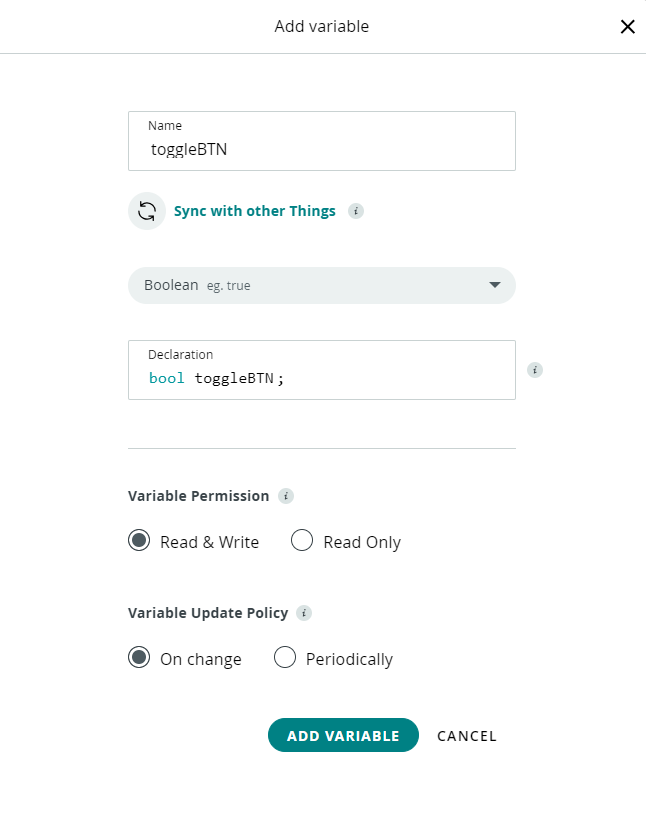 Add variable
Name
toggleBTN
Sync with other Things i
Boolean eg. true
Declaration
bool toggleBTN;
i
Variable Permission i
Read & Write Read Only
Variable Update Policy i
On change Periodically
ADD VARIABLE CANCEL